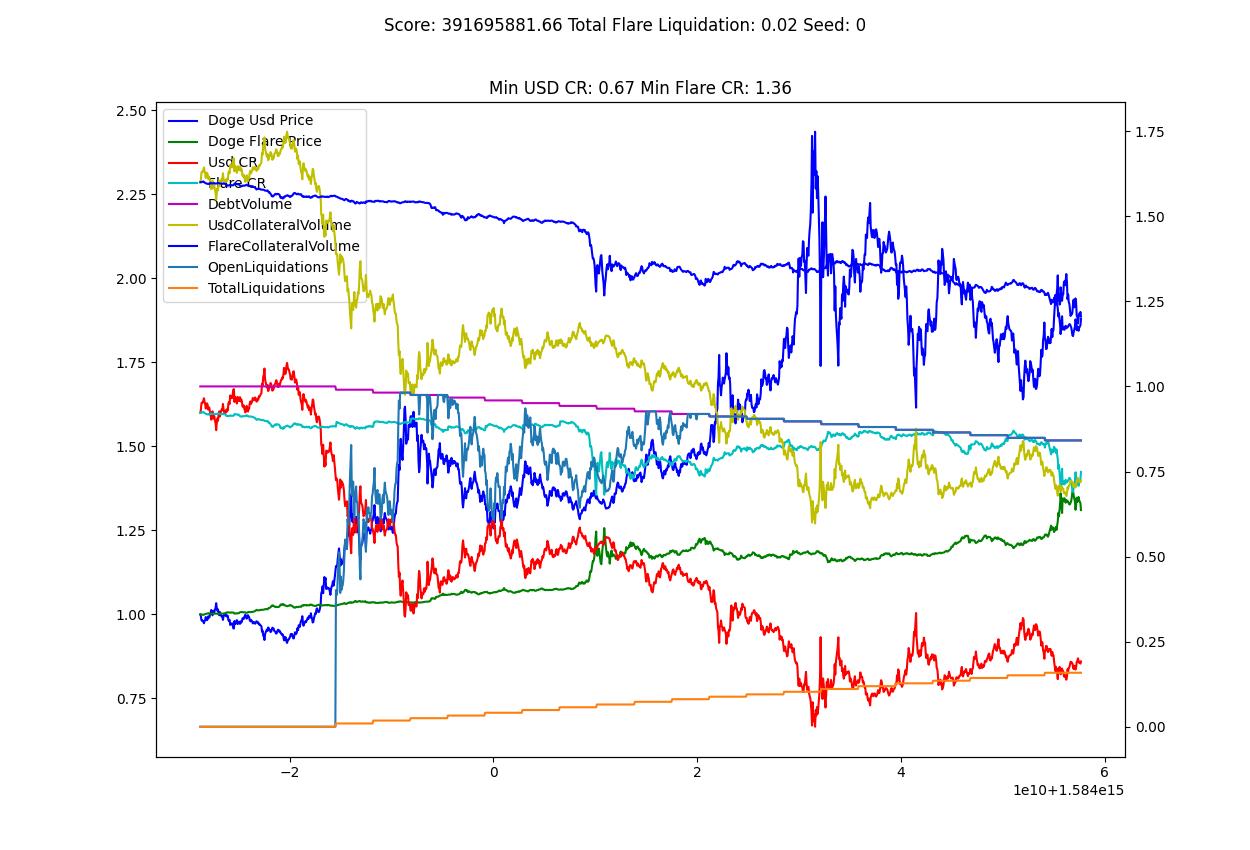 Score: 391695881.66 Total Flare Liquidation: 0.02 Seed: 0
Min USD CR: 0.67 Min Flare CR: 1.36
2.50
2.25
2.00
1.75
1.50
1.25
1.00
0.75
Doge Usd Price
Doge Flare Price
Usd CR
Flare CR
DebtVolume
UsdCollateralVolume
FlareCollateralVolume
OpenLiquidations
TotalLiquidations
1.75
1.50
1.25
1.00
0.75
0.50
0.25
0.00
−2 0 2 4 6
1e10+1.584e15